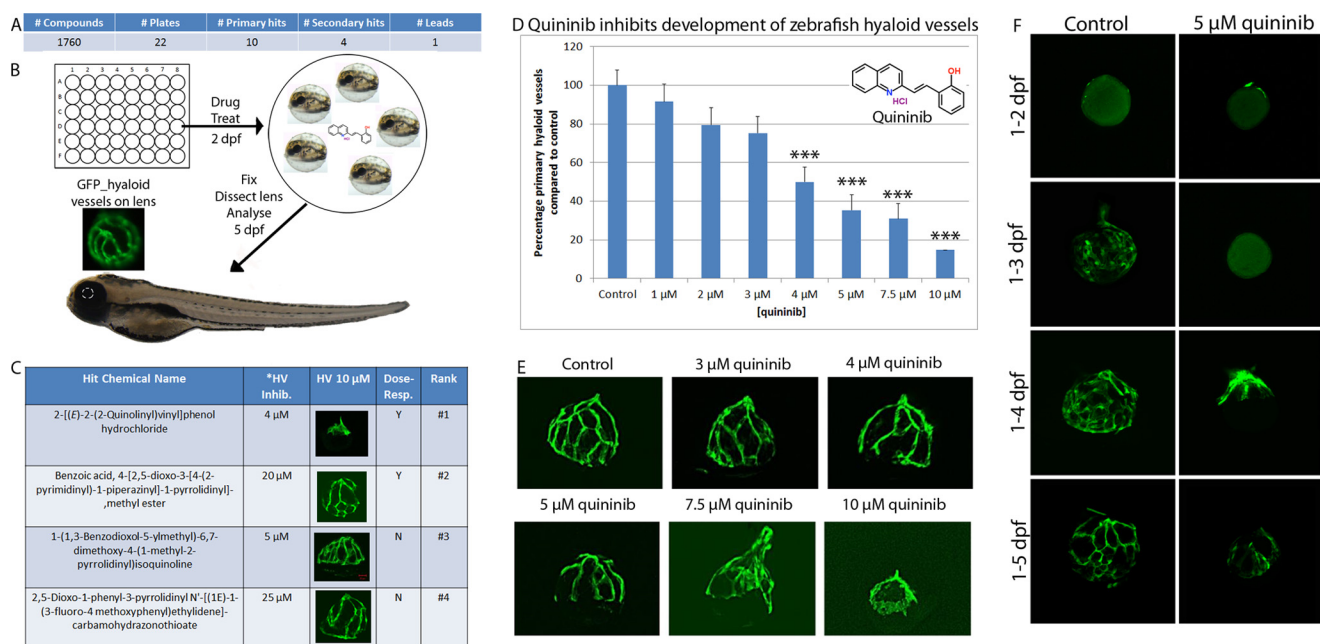 A
# Compounds # Plates # Primary hits # Secondary hits # Leads
1760 22 10 4 1
B
1 2 3 4 5 6 7 8
A
B
C
D
E
F
Drug
Treat
2 dpf
Fix
Dissect lens
Analyse
5 dpf
GFP_hyaloid
vessels on lens
C
Hit Chemical Name *HV Inhib. HV 10 µM Dose-Resp. Rank
2-[(E)-2-(2-Quinolinyl)vinyl]phenol
hydrochloride
4 µM Y #1
Benzoic acid, 4-[2,5-dioxo-3-[4-(2-
pyrimidinyl)-1-piperazinyl]-1-pyrrolidinyl]-
,methyl ester
20 µM Y #2
1-(1,3-Benzodioxol-5-ylmethyl)-6,7-
dimethoxy-4-(1-methyl-2-
pyrrolidinyl)isoquinoline
5 µM N #3
2,5-Dioxo-1-phenyl-3-pyrrolidinyl N'-[(1E)-1-
(3-fluoro-4 methoxyphenyl)ethylidene]-
carbamohydrazonothioate
25 µM N #4
D Quininib inhibits development of zebrafish hyaloid vessels
Percentage primaary hyaloid vessels
compared to control
120
100
80
60
40
20
0
OH
N
HCl
Quininib
*** *** *** ***
Control 1 µM 2 µM 3 µM 4 µM 5 µM 7.5 µM 10 µM
[quininib]
E
Control 3 µM quininib 4 µM quininib
5 µM quininib 7.5 µM quininib 10 µM quininib
F
Control 5 µM quininib
1-2 dpf
1-3 dpf
1-4 dpf
1-5 dpf